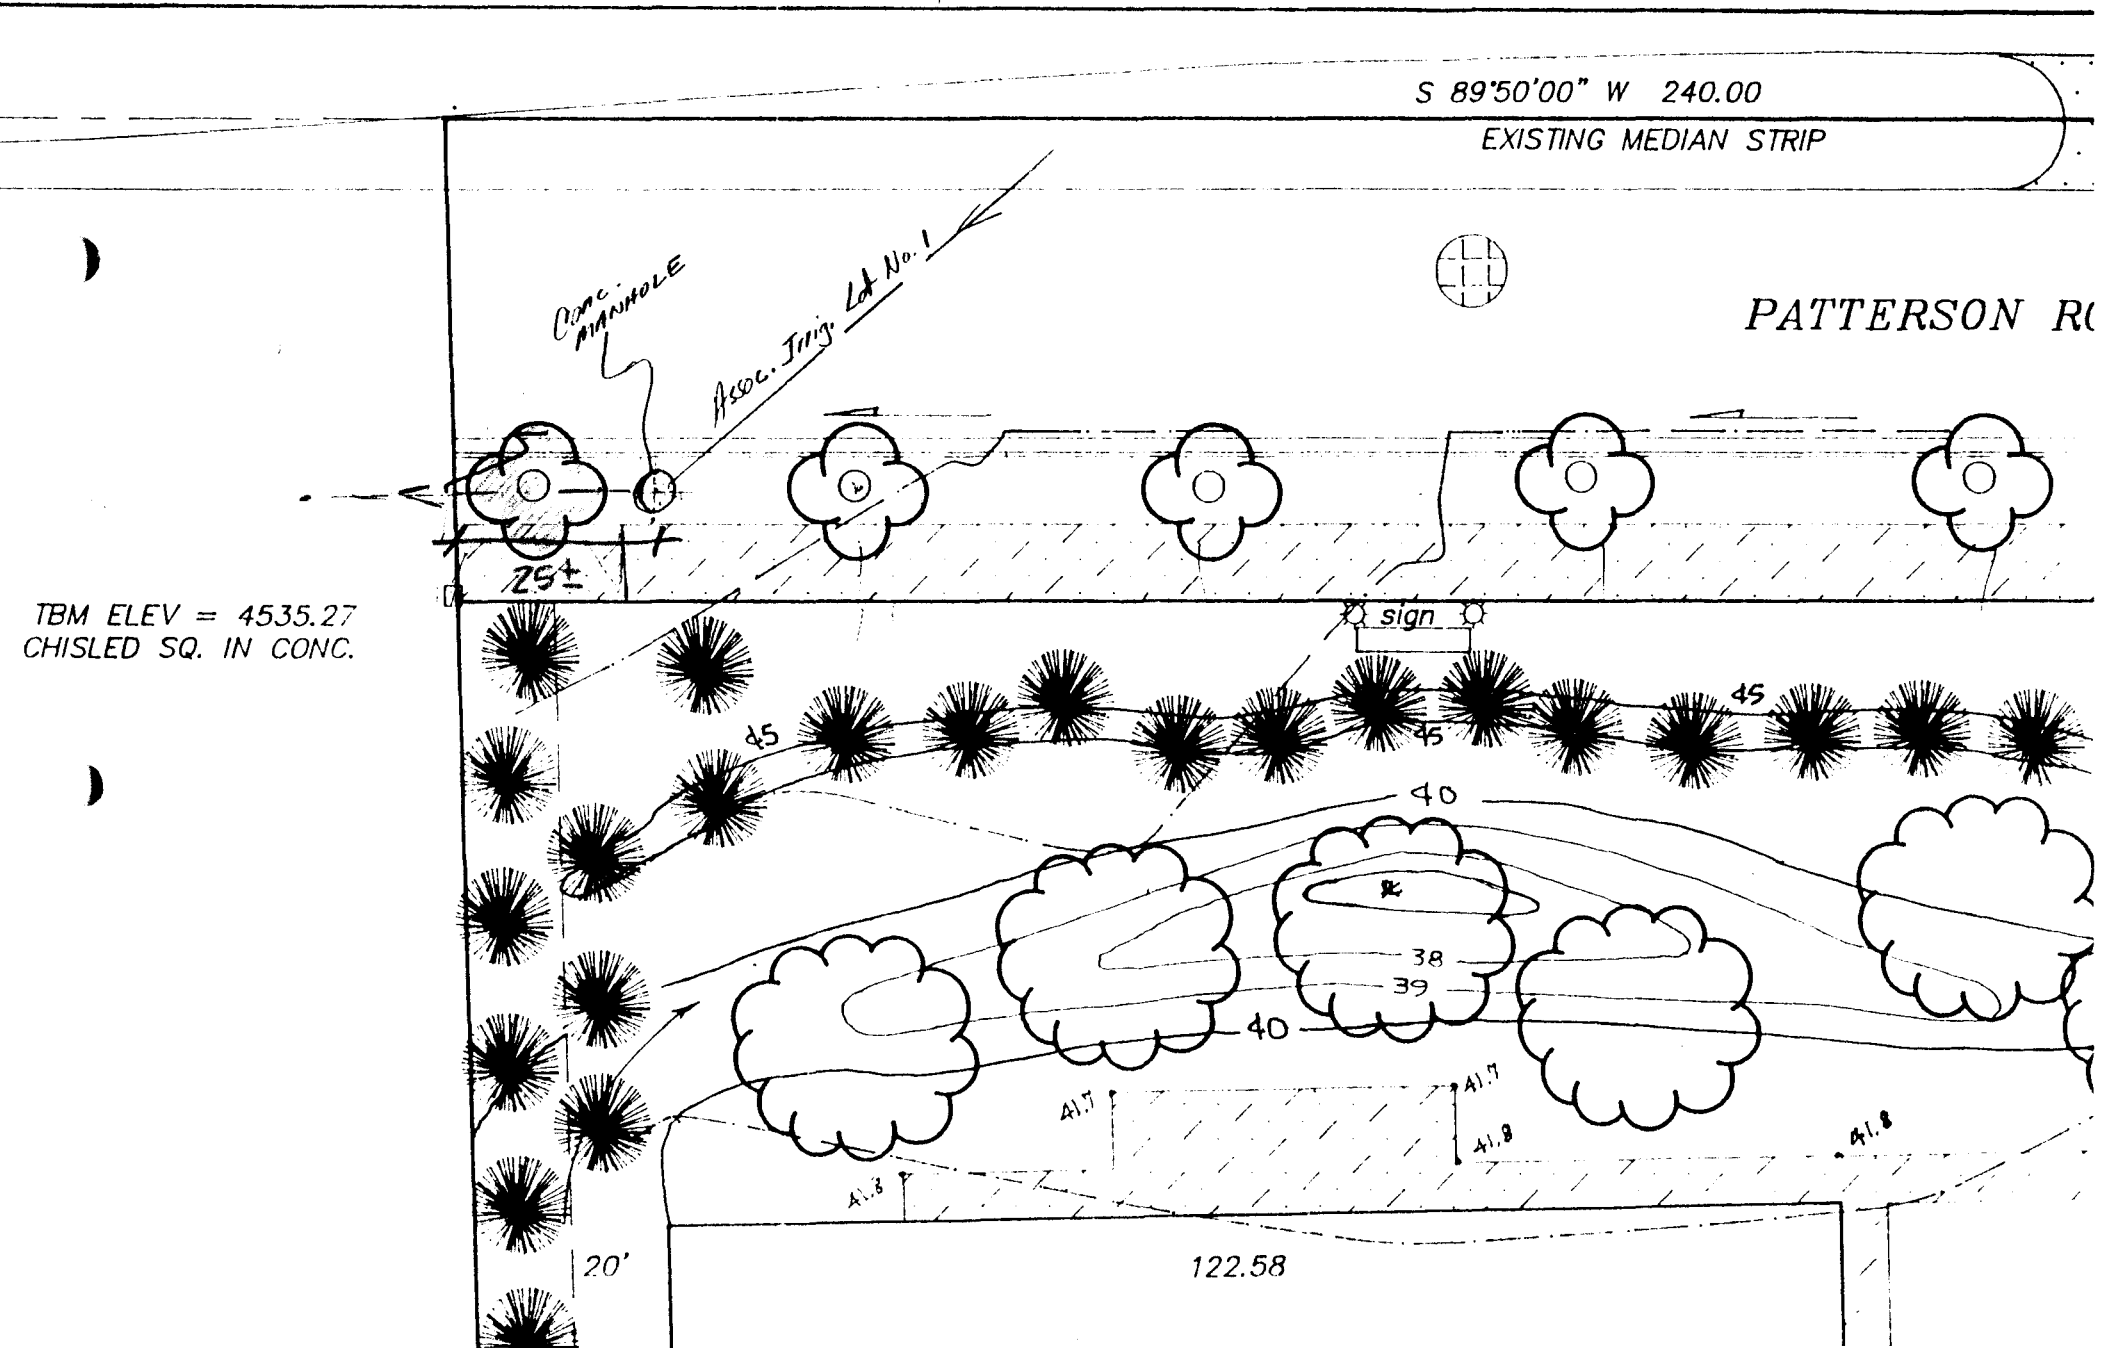 S 89°50'00" W 240.00
EXISTING MEDIAN STRIP
PATTERSON
CONC.
MANHOLE
Assoc. Irrig. Lat No. 1
25±
TBM ELEV = 4535.27
CHISLED SQ. IN CONC.
sign
45
45
45
40
38
39
40
41.7
41.7
41.8
41.8
41.8
20'
122.58